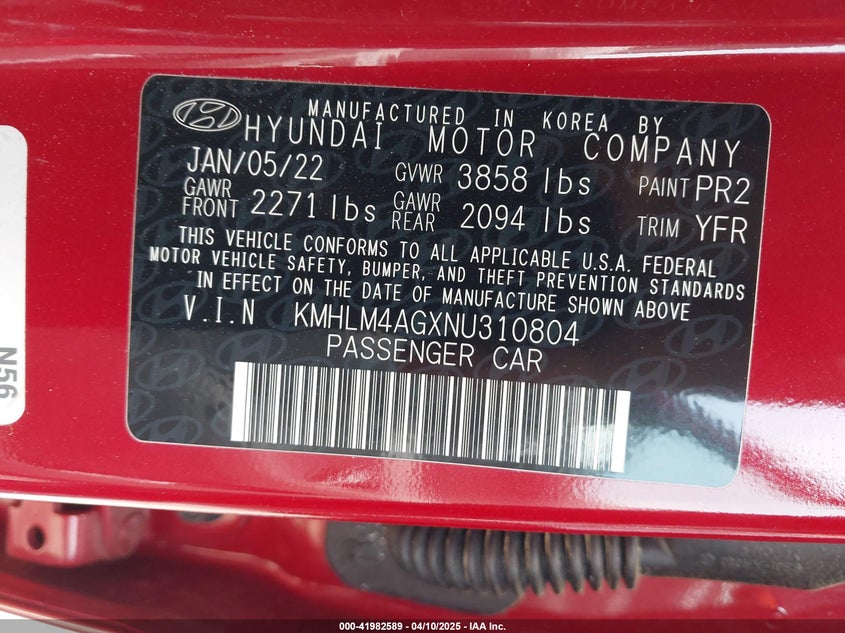 MANUFACTURED IN KOREA BY
HYUNDAI MOTOR COMPANY
JAN/05/22 GVWR 3858 lbs PAINT PR2
GAWR FRONT 2271 lbs GAWR REAR 2094 lbs TRIM YFR
THIS VEHICLE CONFORMS TO ALL APPLICABLE U.S.A. FEDERAL
MOTOR VEHICLE SAFETY, BUMPER, AND THEFT PREVENTION STANDARDS
IN EFFECT ON THE DATE OF MANUFACTURE SHOWN ABOVE
V.I.N KMHLM4AGXNU310804
PASSENGER CAR
N56
000-41982589 - 04/10/2025 - IAA Inc.